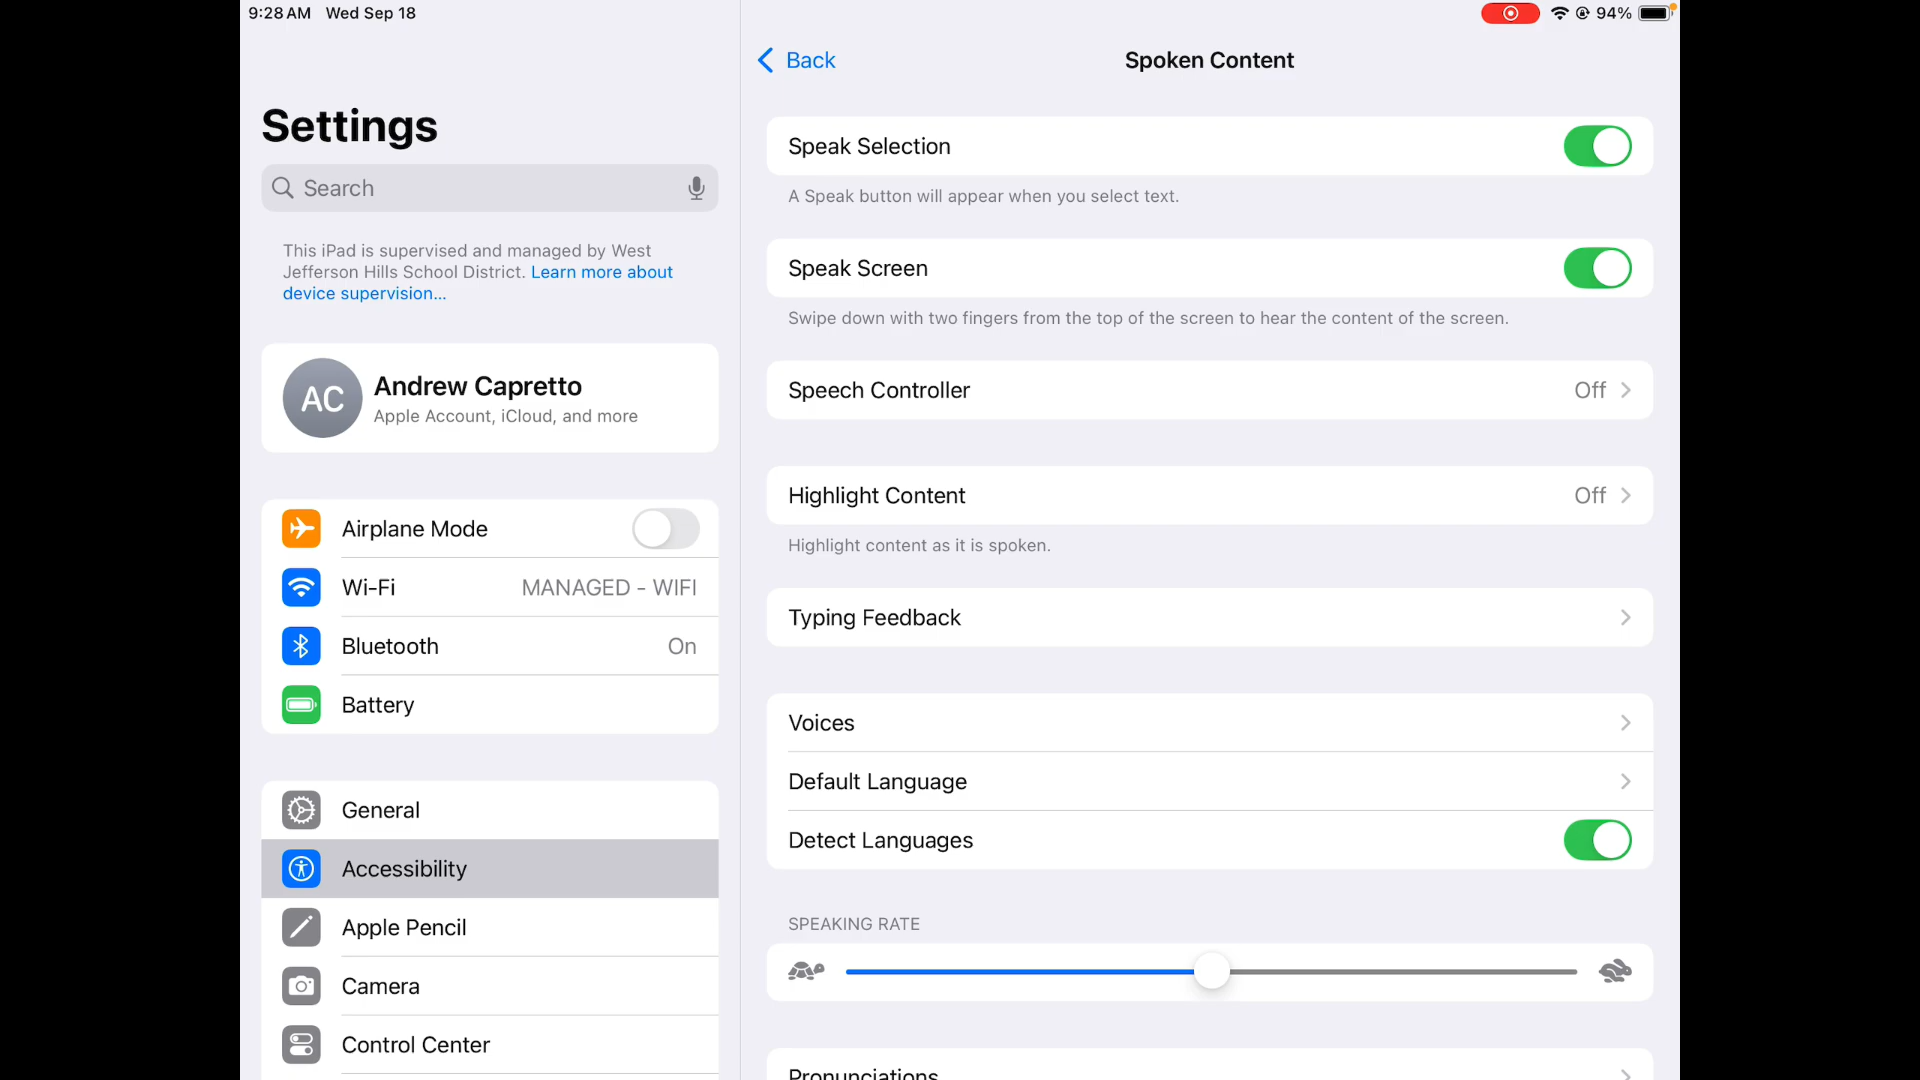 9:28 AM Wed Sep 18
94%
Settings
Search
This iPad is supervised and managed by West
Jefferson Hills School District. Learn more about
device supervision...
AC
Andrew Capretto
Apple Account, iCloud, and more
Airplane Mode
Wi-Fi MANAGED - WIFI
Bluetooth On
Battery
General
Accessibility
Apple Pencil
Camera
Control Center
Back
Spoken Content
Speak Selection
A Speak button will appear when you select text.
Speak Screen
Swipe down with two fingers from the top of the screen to hear the content of the screen.
Speech Controller Off
Highlight Content Off
Highlight content as it is spoken.
Typing Feedback
Voices
Default Language
Detect Languages
SPEAKING RATE
Pronunciations